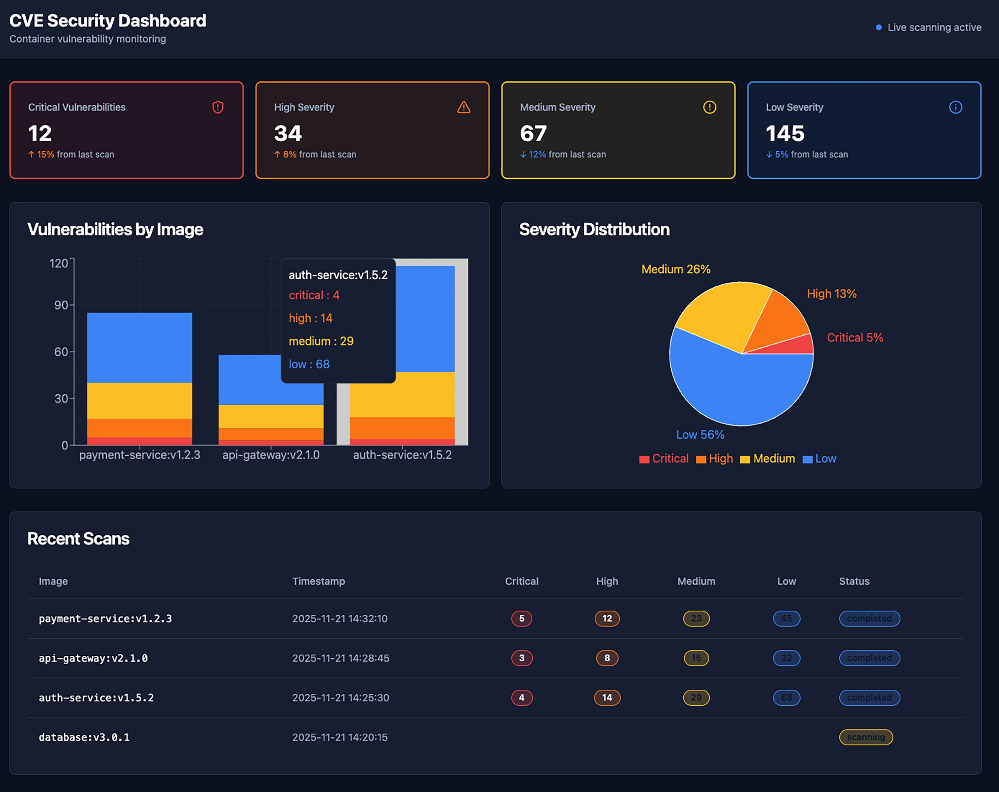 CVE Security Dashboard
Container vulnerability monitoring
Live scanning active
Critical Vulnerabilities
12
↑ 15% from last scan
High Severity
34
↑ 8% from last scan
Medium Severity
67
↓ 12% from last scan
Low Severity
145
↓ 5% from last scan
Vulnerabilities by Image
120
90
60
30
0
payment-service:v1.2.3
api-gateway:v2.1.0
auth-service:v1.5.2
auth-service:v1.5.2
critical : 4
high : 14
medium : 29
low : 68
Severity Distribution
Medium 26%
High 13%
Critical 5%
Low 56%
Critical High Medium Low
Recent Scans
Image Timestamp Critical High Medium Low Status
payment-service:v1.2.3 2025-11-21 14:32:10 5 12 23 45 completed
api-gateway:v2.1.0 2025-11-21 14:28:45 3 8 15 32 completed
auth-service:v1.5.2 2025-11-21 14:25:30 4 14 29 68 completed
database:v3.0.1 2025-11-21 14:20:15 scanning